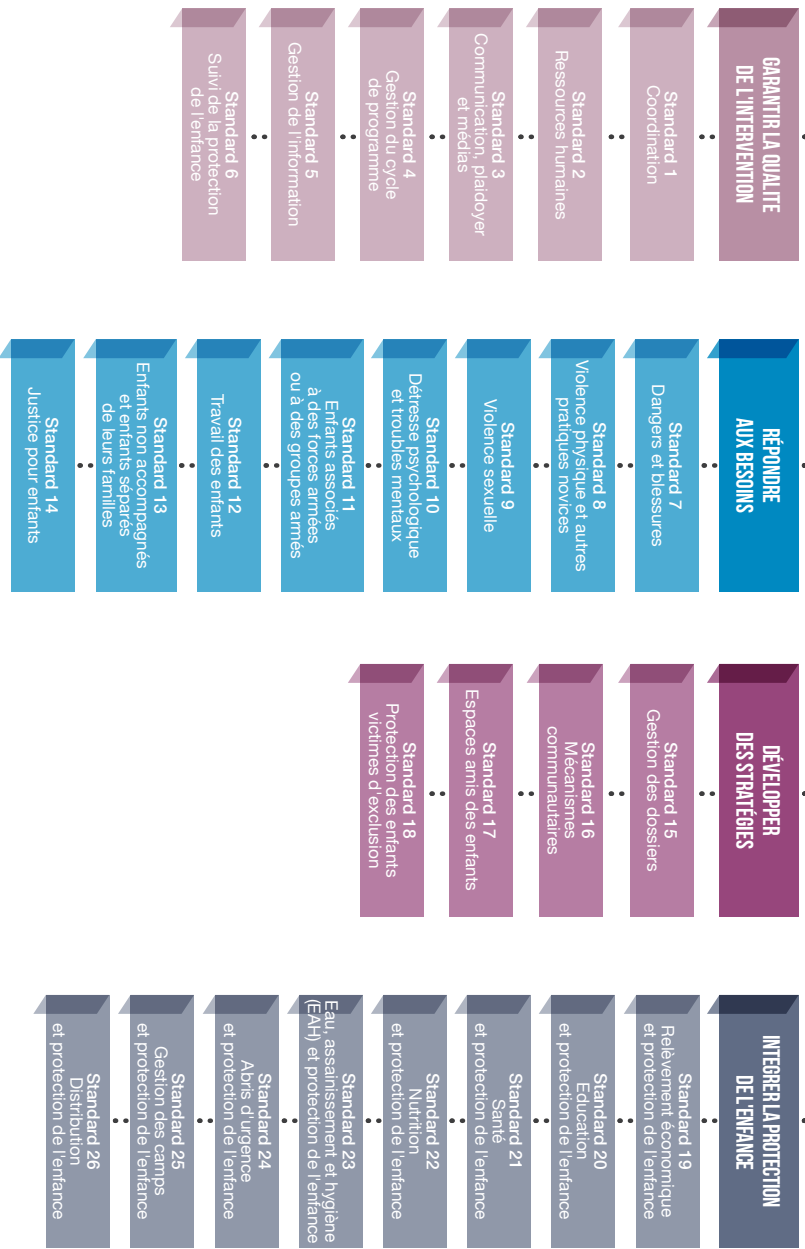 GARANTIR LA QUALITE
DE L'INTERVENTION
Standard 1
Coordination
Standard 2
Ressources humaines
Standard 3
Communication, plaidoyer
et médias
Standard 4
Gestion du cycle
de programme
Standard 5
Gestion de l'information
Standard 6
Suivi de la protection
de l'enfance
RÉPONDRE
AUX BESOINS
Standard 7
Dangers et blessures
Standard 8
Violence physique et autres
pratiques novices
Standard 9
Violence sexuelle
Standard 10
Détresse psychologique
et troubles mentaux
Standard 11
Enfants associés
à des forces armées
ou à des groupes armés
Standard 12
Travail des enfants
Standard 13
Enfants non accompagnés
et enfants séparés
de leurs familles
Standard 14
Justice pour enfants
DÉVELOPPER
DES STRATÉGIES
Standard 15
Gestion des dossiers
Standard 16
Mécanismes
communautaires
Standard 17
Espaces amis des enfants
Standard 18
Protection des enfants
victimes d'exclusion
INTEGRER LA PROTECTION
DE L'ENFANCE
Standard 19
Relèvement économique
et protection de l'enfance
Standard 20
Education
et protection de l'enfance
Standard 21
Santé
et protection de l'enfance
Standard 22
Nutrition
et protection de l'enfance
Standard 23
Eau, assainissement et hygiène
(EAH) et protection de l'enfance
Standard 24
Abris d'urgence
et protection de l'enfance
Standard 25
Gestion des camps
et protection de l'enfance
Standard 26
Distribution
et protection de l'enfance